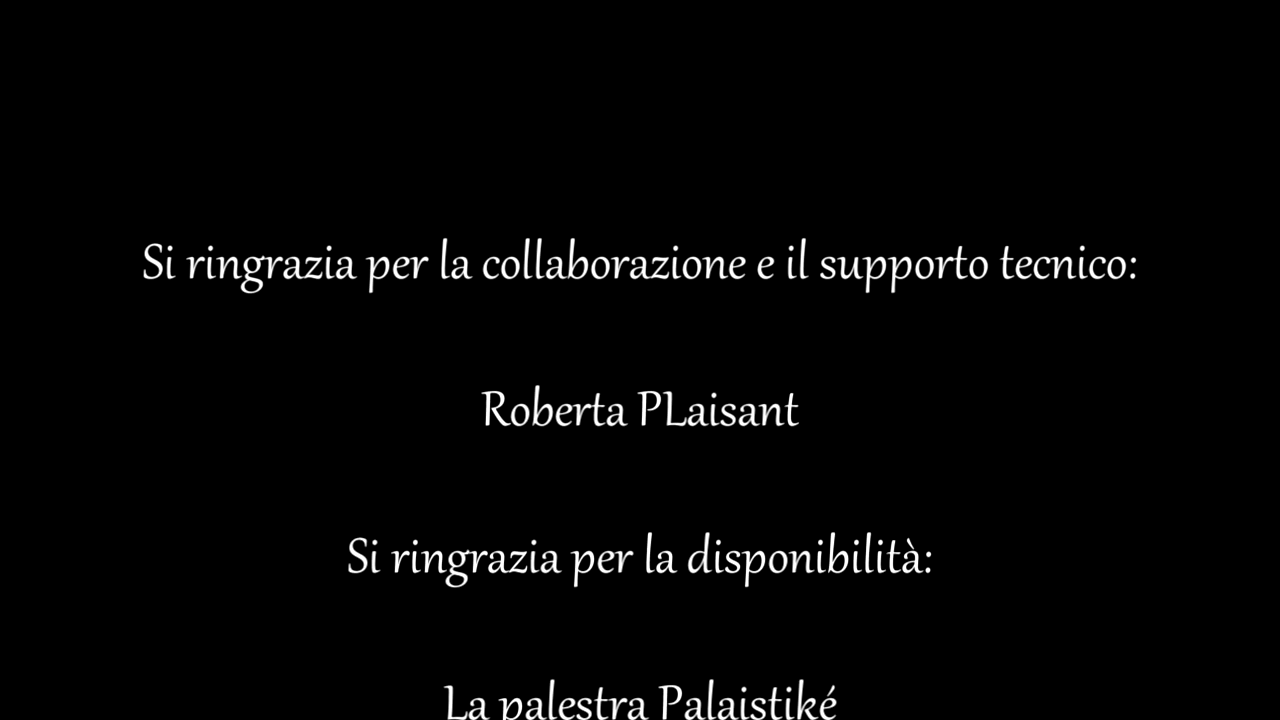 Si ringrazia per la collaborazione e il supporto tecnico:
Roberta PLaisant
Si ringrazia per la disponibilità:
La palestra Palaistiké